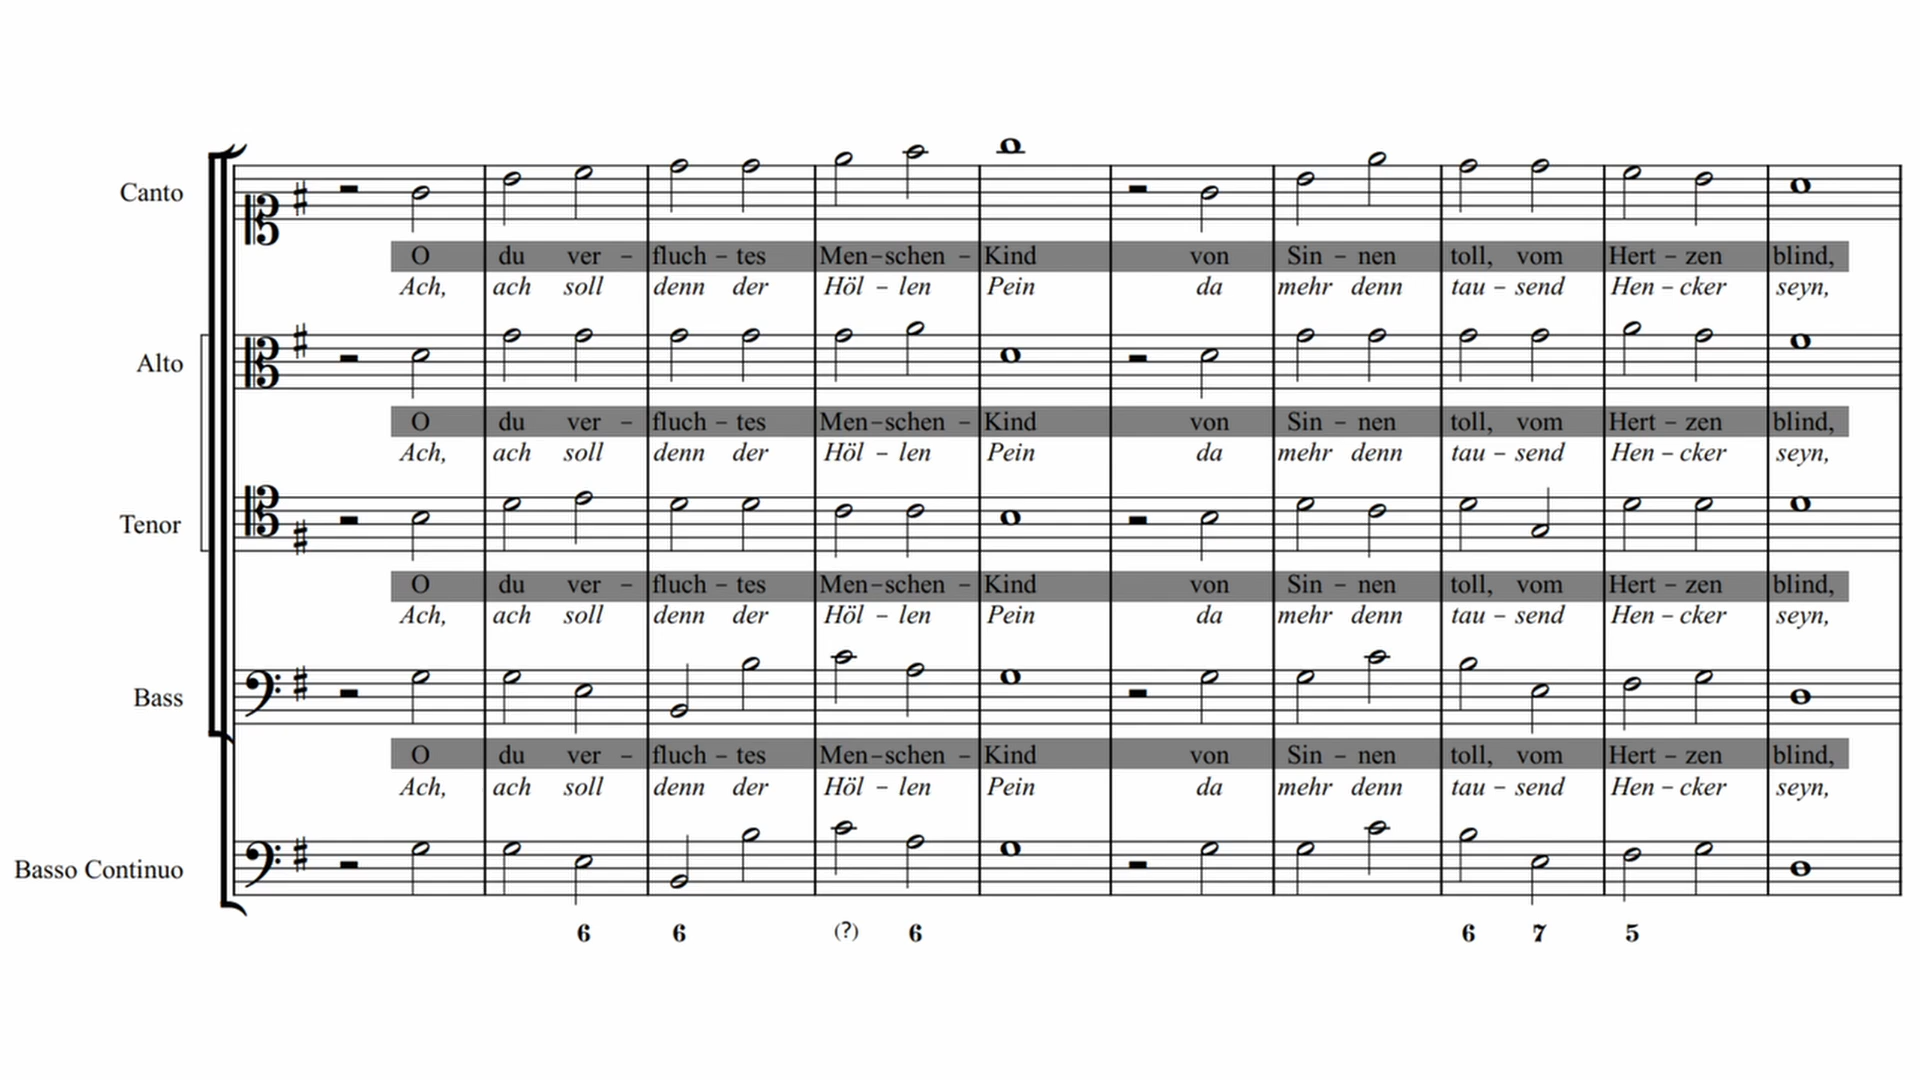 Canto
O du ver – fluch – tes Men – schen – Kind von Sin – nen toll, vom Hert – zen blind,
Ach, ach soll denn der Höl – len Pein da mehr denn tau – send Hen – cker seyn,
Alto
O du ver – fluch – tes Men – schen – Kind von Sin – nen toll, vom Hert – zen blind,
Ach, ach soll denn der Höl – len Pein da mehr denn tau – send Hen – cker seyn,
Tenor
O du ver – fluch – tes Men – schen – Kind von Sin – nen toll, vom Hert – zen blind,
Ach, ach soll denn der Höl – len Pein da mehr denn tau – send Hen – cker seyn,
Bass
O du ver – fluch – tes Men – schen – Kind von Sin – nen toll, vom Hert – zen blind,
Ach, ach soll denn der Höl – len Pein da mehr denn tau – send Hen – cker seyn,
Basso Continuo
6 6 (?) 6 6 7 5